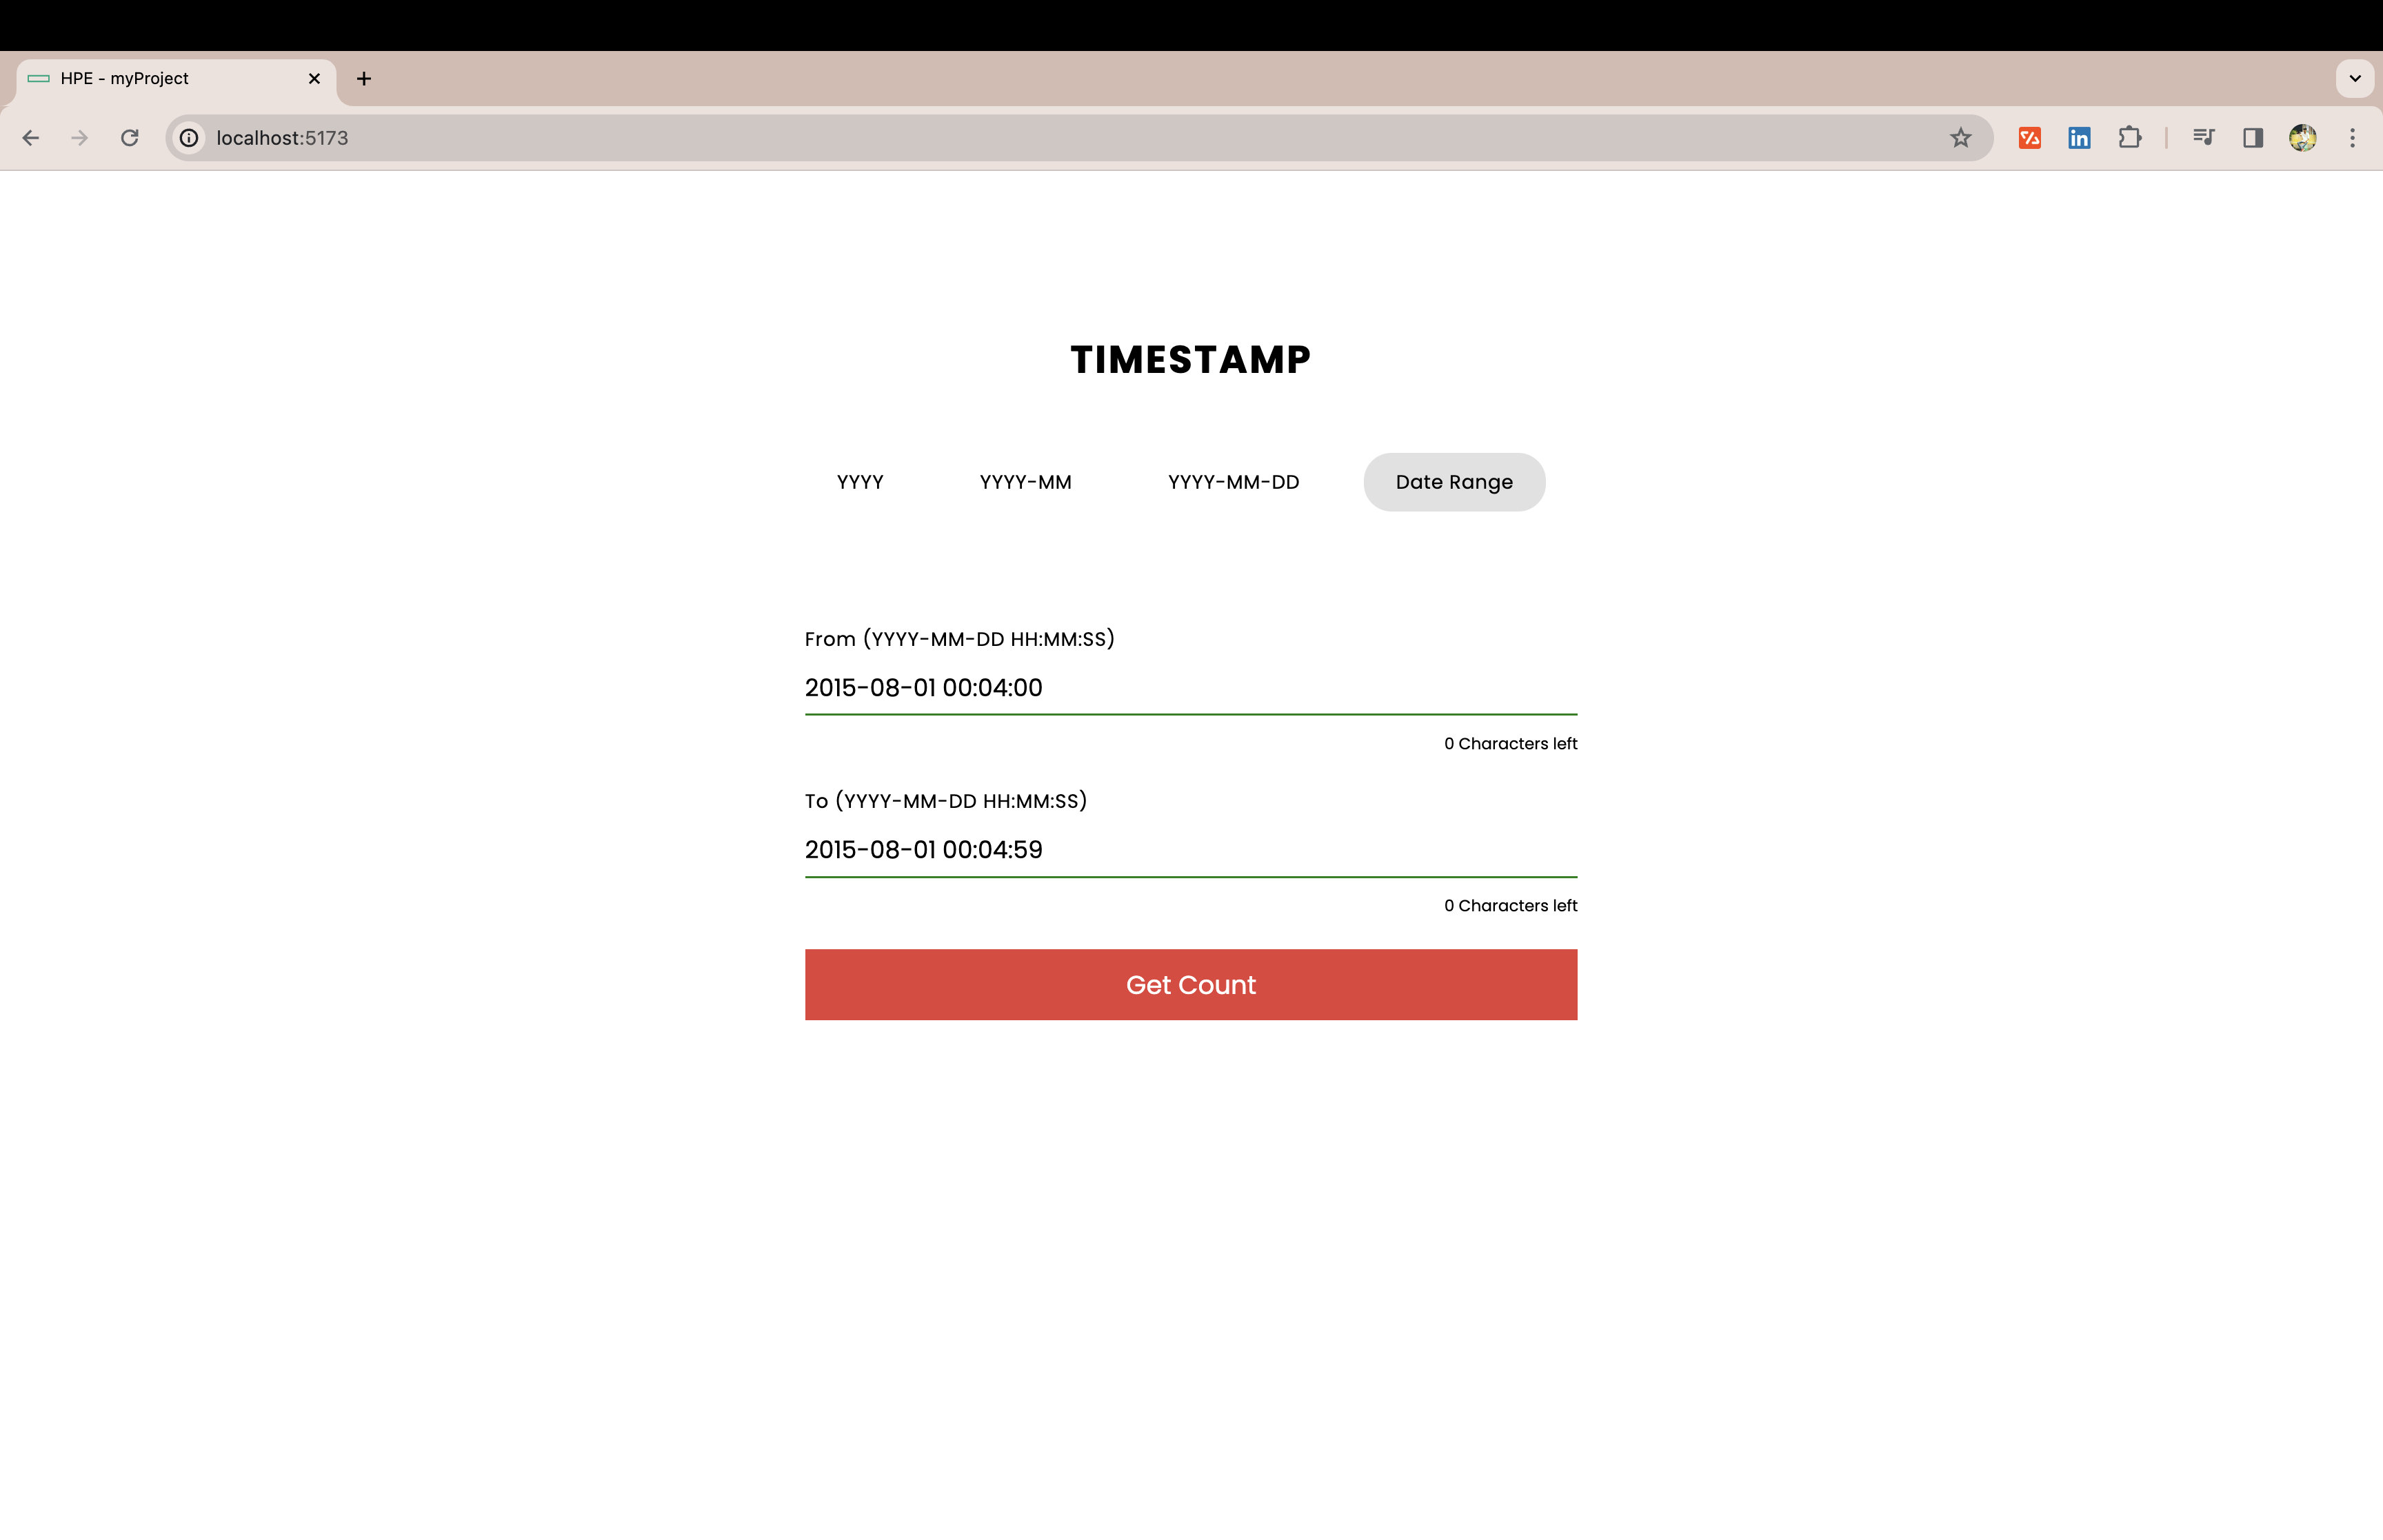 HPE - myProject
localhost:5173
TIMESTAMP
YYYY YYYY-MM YYYY-MM-DD Date Range
From (YYYY-MM-DD HH:MM:SS)
2015-08-01 00:04:00
0 Characters left
To (YYYY-MM-DD HH:MM:SS)
2015-08-01 00:04:59
0 Characters left
Get Count